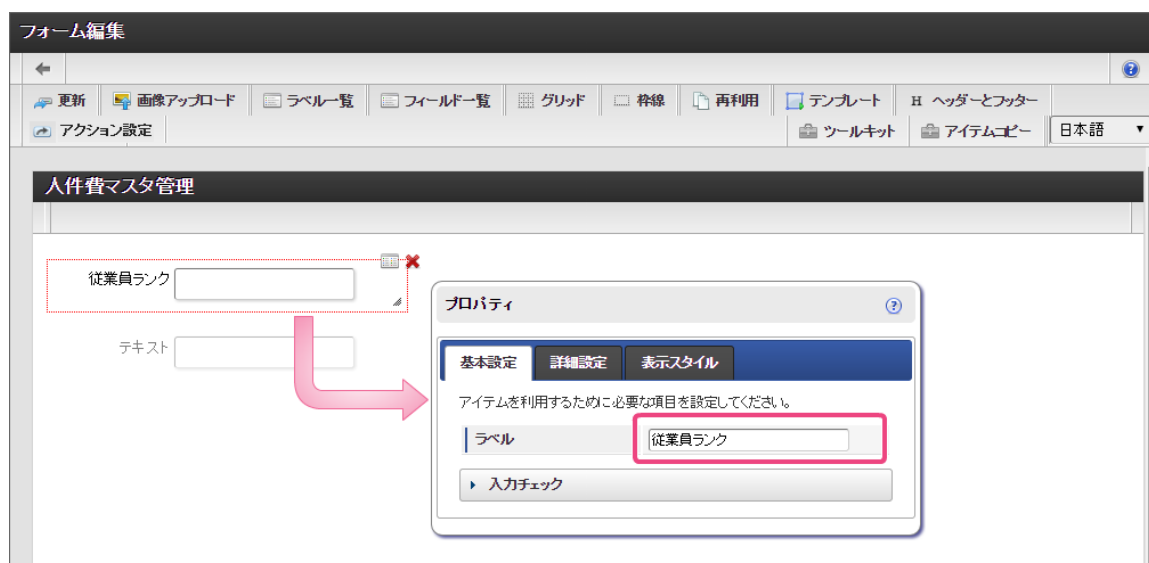 フォーム編集
更新 画像アップロード ラベル一覧 フィールド一覧 グリッド 枠線 再利用 テンプレート H ヘッダーとフッター
アクション設定 ツールキット アイテムコピー 日本語
人件費マスタ管理
従業員ランク
テキスト
プロパティ
基本設定 詳細設定 表示スタイル
アイテムを利用するために必要な項目を設定してください。
ラベル 従業員ランク
入力チェック